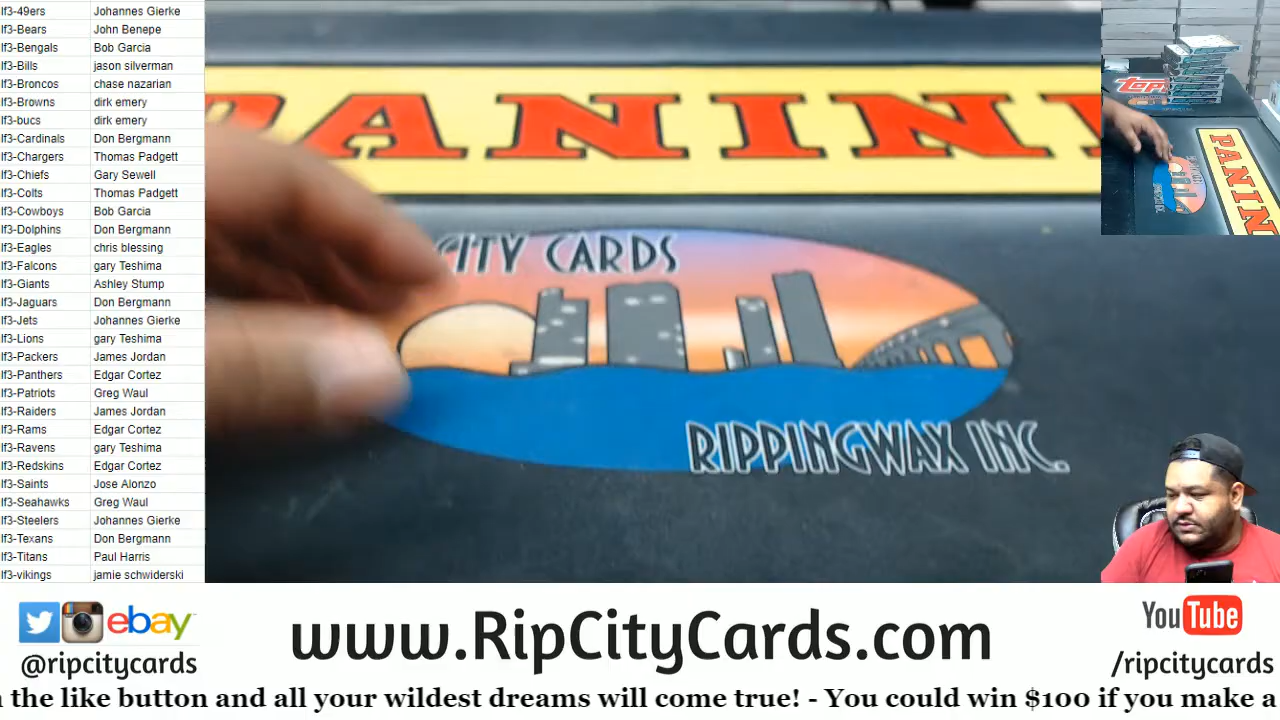 lf3-49ers Johannes Gierke
lf3-Bears John Benepe
lf3-Bengals Bob Garcia
lf3-Bills jason silverman
lf3-Broncos chase nazarian
lf3-Browns dirk emery
lf3-bucs dirk emery
lf3-Cardinals Don Bergmann
lf3-Chargers Thomas Padgett
lf3-Chiefs Gary Sewell
lf3-Colts Thomas Padgett
lf3-Cowboys Bob Garcia
lf3-Dolphins Don Bergmann
lf3-Eagles chris blessing
lf3-Falcons gary Teshima
lf3-Giants Ashley Stump
lf3-Jaguars Don Bergmann
lf3-Jets Johannes Gierke
lf3-Lions gary Teshima
lf3-Packers James Jordan
lf3-Panthers Edgar Cortez
lf3-Patriots Greg Waul
lf3-Raiders James Jordan
lf3-Rams Edgar Cortez
lf3-Ravens gary Teshima
lf3-Redskins Edgar Cortez
lf3-Saints Jose Alonzo
lf3-Seahawks Greg Waul
lf3-Steelers Johannes Gierke
lf3-Texans Don Bergmann
lf3-Titans Paul Harris
lf3-vikings jamie schwiderski
PANINI
CITY CARDS
RIPPINGWAX INC.
TOPPS
PANINI
ebay
@ripcitycards
www.RipCityCards.com
YouTube
/ripcitycards
the like button and all your wildest dreams will come true! - You could win $100 if you make a